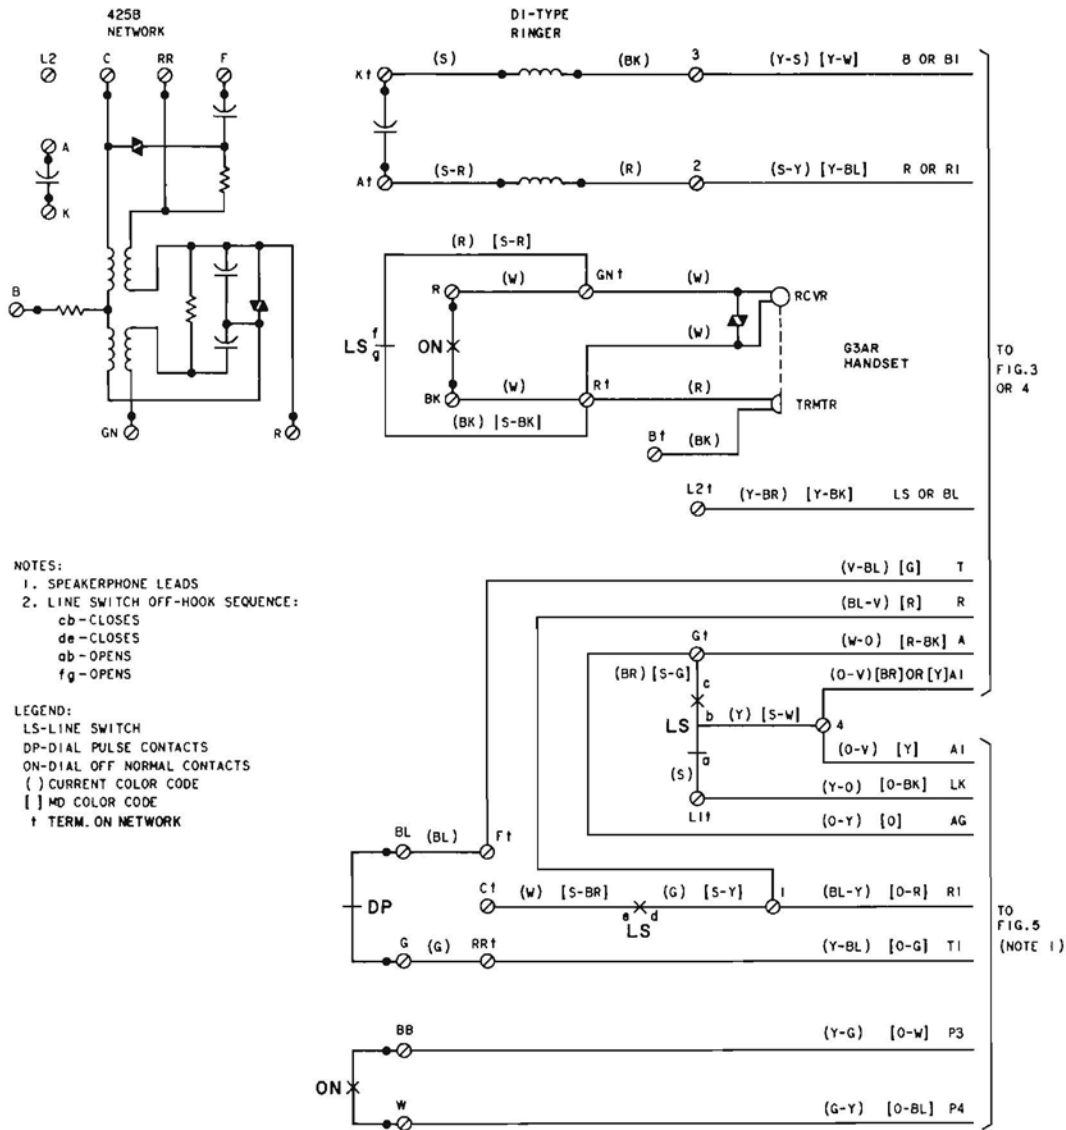 425B
NETWORK
DI-TYPE
RINGER
L2 C RR F
A
K
B
GN R
K† (S) (BK) 3 (Y-S) [Y-W] B OR B1
A† (S-R) (R) 2 (S-Y) [Y-BL] R OR R1
(R) [S-R]
R (W) GN† (W) RCVR
LS f g ON (W)
G3AR
HANDSET
BK (W) R† (R) TRMTR
(BK) [S-BK]
B† (BK)
L2† (Y-BR) [Y-BK] LS OR BL
TO
FIG.3
OR 4
NOTES:
1. SPEAKERPHONE LEADS
2. LINE SWITCH OFF-HOOK SEQUENCE:
cb-CLOSES
de-CLOSES
ab-OPENS
fg-OPENS
LEGEND:
LS-LINE SWITCH
DP-DIAL PULSE CONTACTS
ON-DIAL OFF NORMAL CONTACTS
( ) CURRENT COLOR CODE
[ ] MD COLOR CODE
† TERM. ON NETWORK
(V-BL) [G] T
(BL-V) [R] R
G† (W-O) [R-BK] A
(BR) [S-G] c (O-V)[BR]OR[Y]A1
LS b (Y) [S-W] 4
a (O-V) [Y] A1
(S) (Y-O) [O-BK] LK
L1† (O-Y) [O] AG
BL (BL) F†
DP
C† (W) [S-BR] e d (G) [S-Y] 1 (BL-Y) [O-R] R1
LS
G (G) RR† (Y-BL) [O-G] T1
TO
FIG.5
(NOTE 1)
BB (Y-G) [O-W] P3
ON
W (G-Y) [O-BL] P4